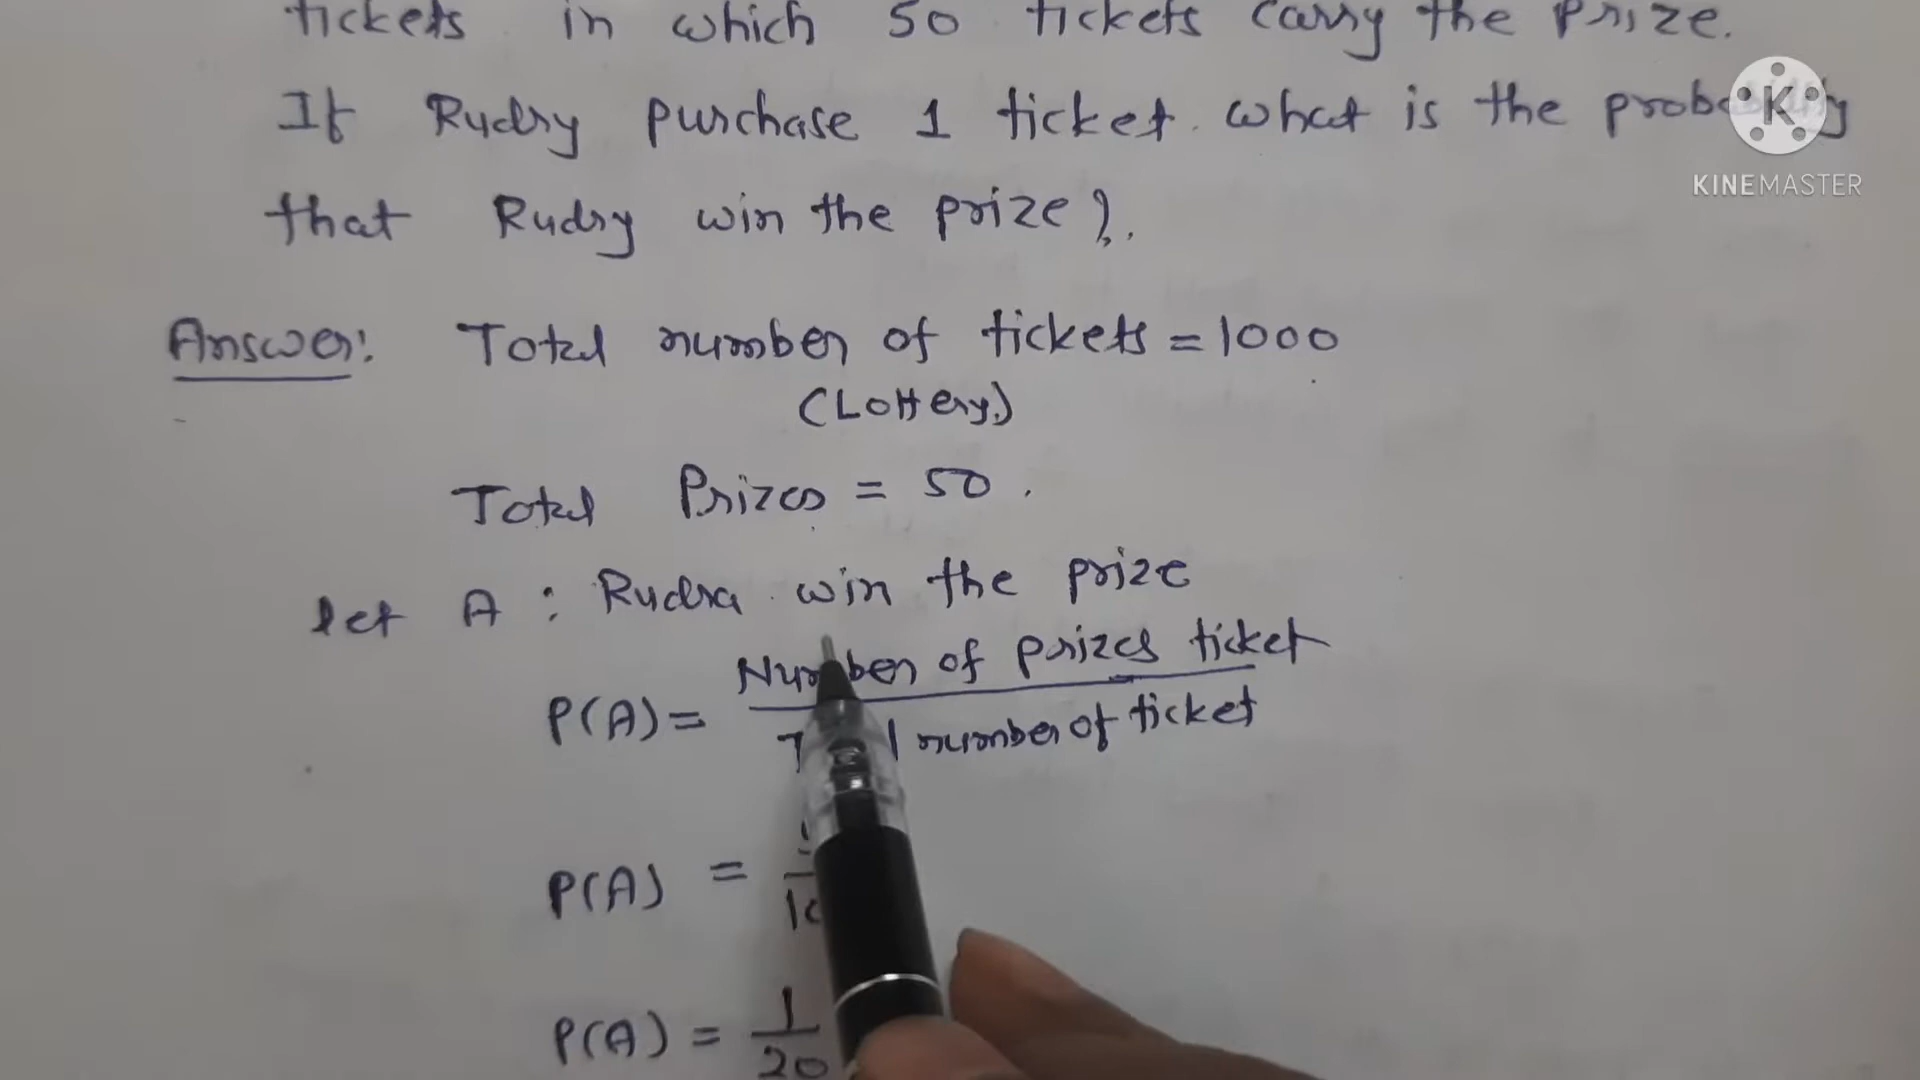 tickets in which 50 tickets carry the prize.
If Rudry purchase 1 ticket. what is the probability
KINEMASTER
that Rudry win the prize?.
Answer: Total number of tickets = 1000
(Lottery)
Total Prizes = 50.
let A : Rudra win the prize
P(A) = Number of prizes ticket
number of ticket
P(A) =
P(A) = 1/20